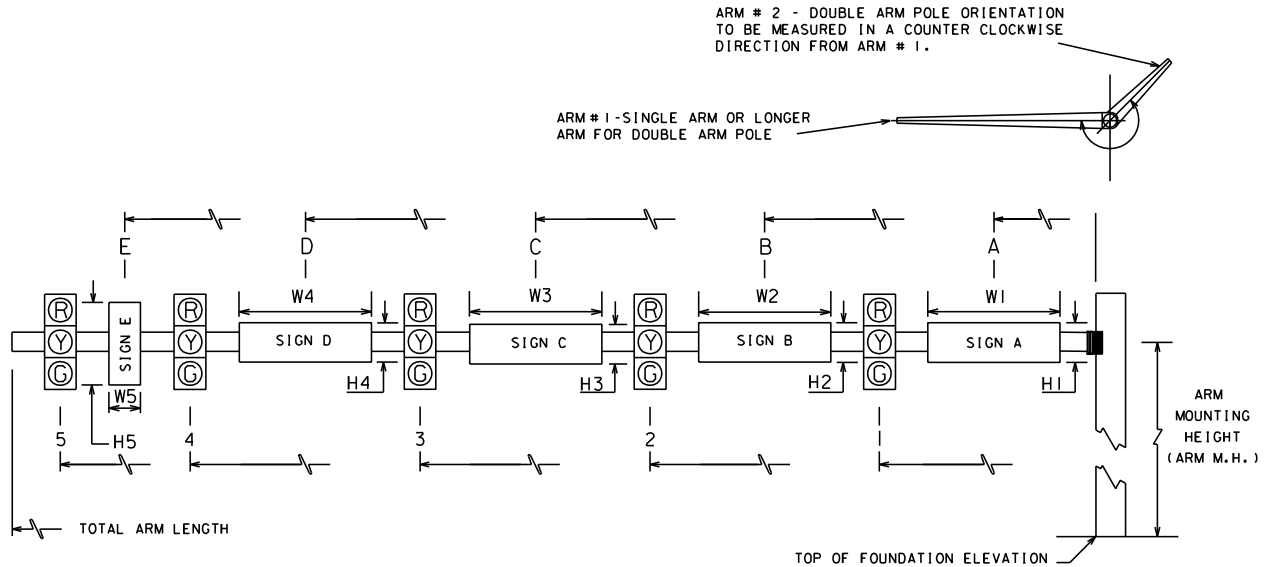 ARM # 2 - DOUBLE ARM POLE ORIENTATION
TO BE MEASURED IN A COUNTER CLOCKWISE
DIRECTION FROM ARM # 1.
ARM # 1 - SINGLE ARM OR LONGER
ARM FOR DOUBLE ARM POLE
E D C B A
W4 W3 W2 W1
R R R R R
Y SIGN E Y SIGN D Y SIGN C Y SIGN B Y SIGN A
G G G G G
W5 H4 H3 H2 H1
H5
5 4 3 2 1
ARM
MOUNTING
HEIGHT
(ARM M.H.)
TOTAL ARM LENGTH
TOP OF FOUNDATION ELEVATION